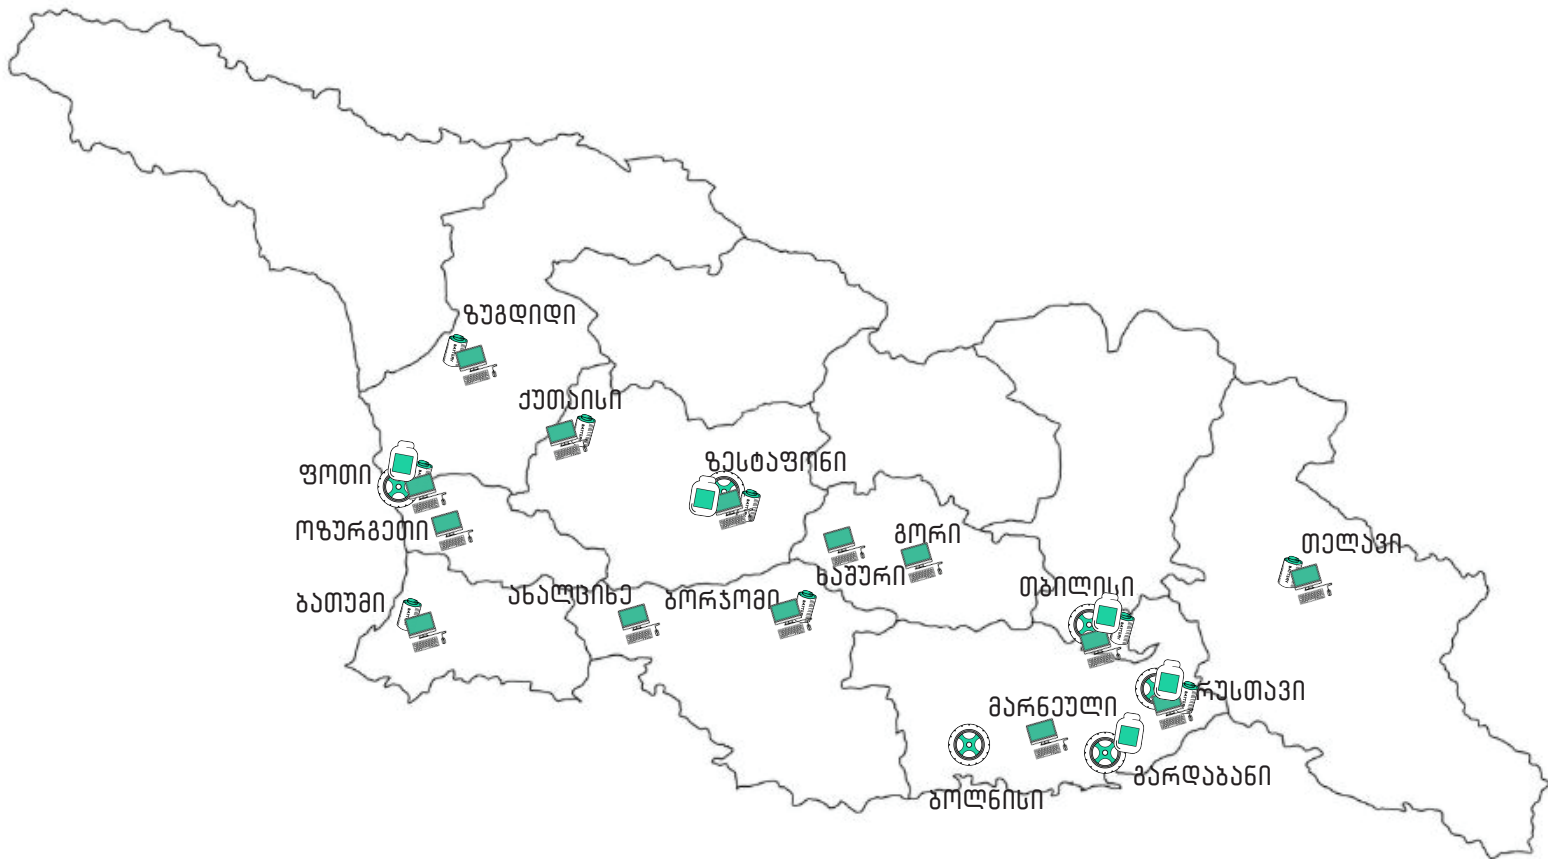 ზუგდიდი
ქუთაისი
ფოთი
ზესტაფონი
ოზურგეთი
გორი
თელავი
ხაშური
თბილისი
ბათუმი
ახალციხე
ბორჯომი
რუსთავი
მარნეული
გარდაბანი
ბოლნისი